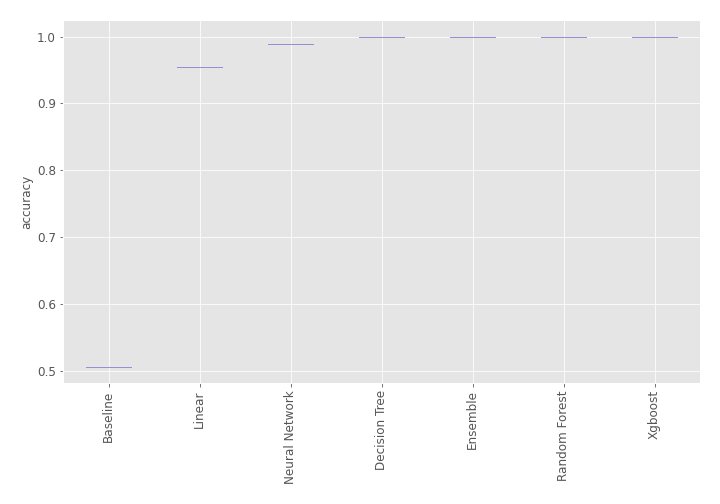 1.0
0.9
0.8
0.7
0.6
0.5
accuracy
Baseline
Linear
Neural Network
Decision Tree
Ensemble
Random Forest
Xgboost